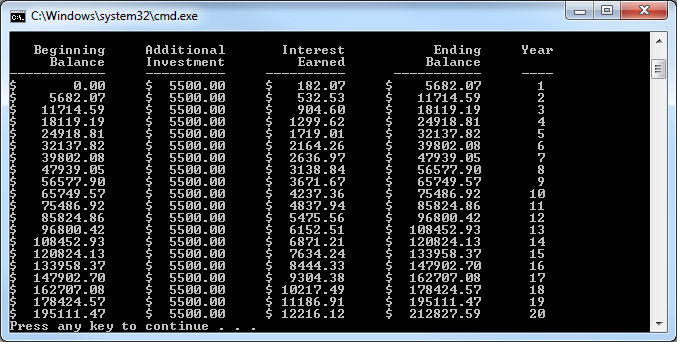 C:\Windows\system32\cmd.exe
Beginning Additional Interest Ending Year
Balance Investment Earned Balance
------------ ---------- ---------- ----------- ----
$ 0.00 $ 5500.00 $ 182.07 $ 5682.07 1
$ 5682.07 $ 5500.00 $ 532.53 $ 11714.59 2
$ 11714.59 $ 5500.00 $ 904.60 $ 18119.19 3
$ 18119.19 $ 5500.00 $ 1299.62 $ 24918.81 4
$ 24918.81 $ 5500.00 $ 1719.01 $ 32137.82 5
$ 32137.82 $ 5500.00 $ 2164.26 $ 39802.08 6
$ 39802.08 $ 5500.00 $ 2636.97 $ 47939.05 7
$ 47939.05 $ 5500.00 $ 3138.84 $ 56577.90 8
$ 56577.90 $ 5500.00 $ 3671.67 $ 65749.57 9
$ 65749.57 $ 5500.00 $ 4237.36 $ 75486.92 10
$ 75486.92 $ 5500.00 $ 4837.94 $ 85824.86 11
$ 85824.86 $ 5500.00 $ 5475.56 $ 96800.42 12
$ 96800.42 $ 5500.00 $ 6152.51 $ 108452.93 13
$ 108452.93 $ 5500.00 $ 6871.21 $ 120824.13 14
$ 120824.13 $ 5500.00 $ 7634.24 $ 133958.37 15
$ 133958.37 $ 5500.00 $ 8444.33 $ 147902.70 16
$ 147902.70 $ 5500.00 $ 9304.38 $ 162707.08 17
$ 162707.08 $ 5500.00 $ 10217.49 $ 178424.57 18
$ 178424.57 $ 5500.00 $ 11186.91 $ 195111.47 19
$ 195111.47 $ 5500.00 $ 12216.12 $ 212827.59 20
Press any key to continue . . .